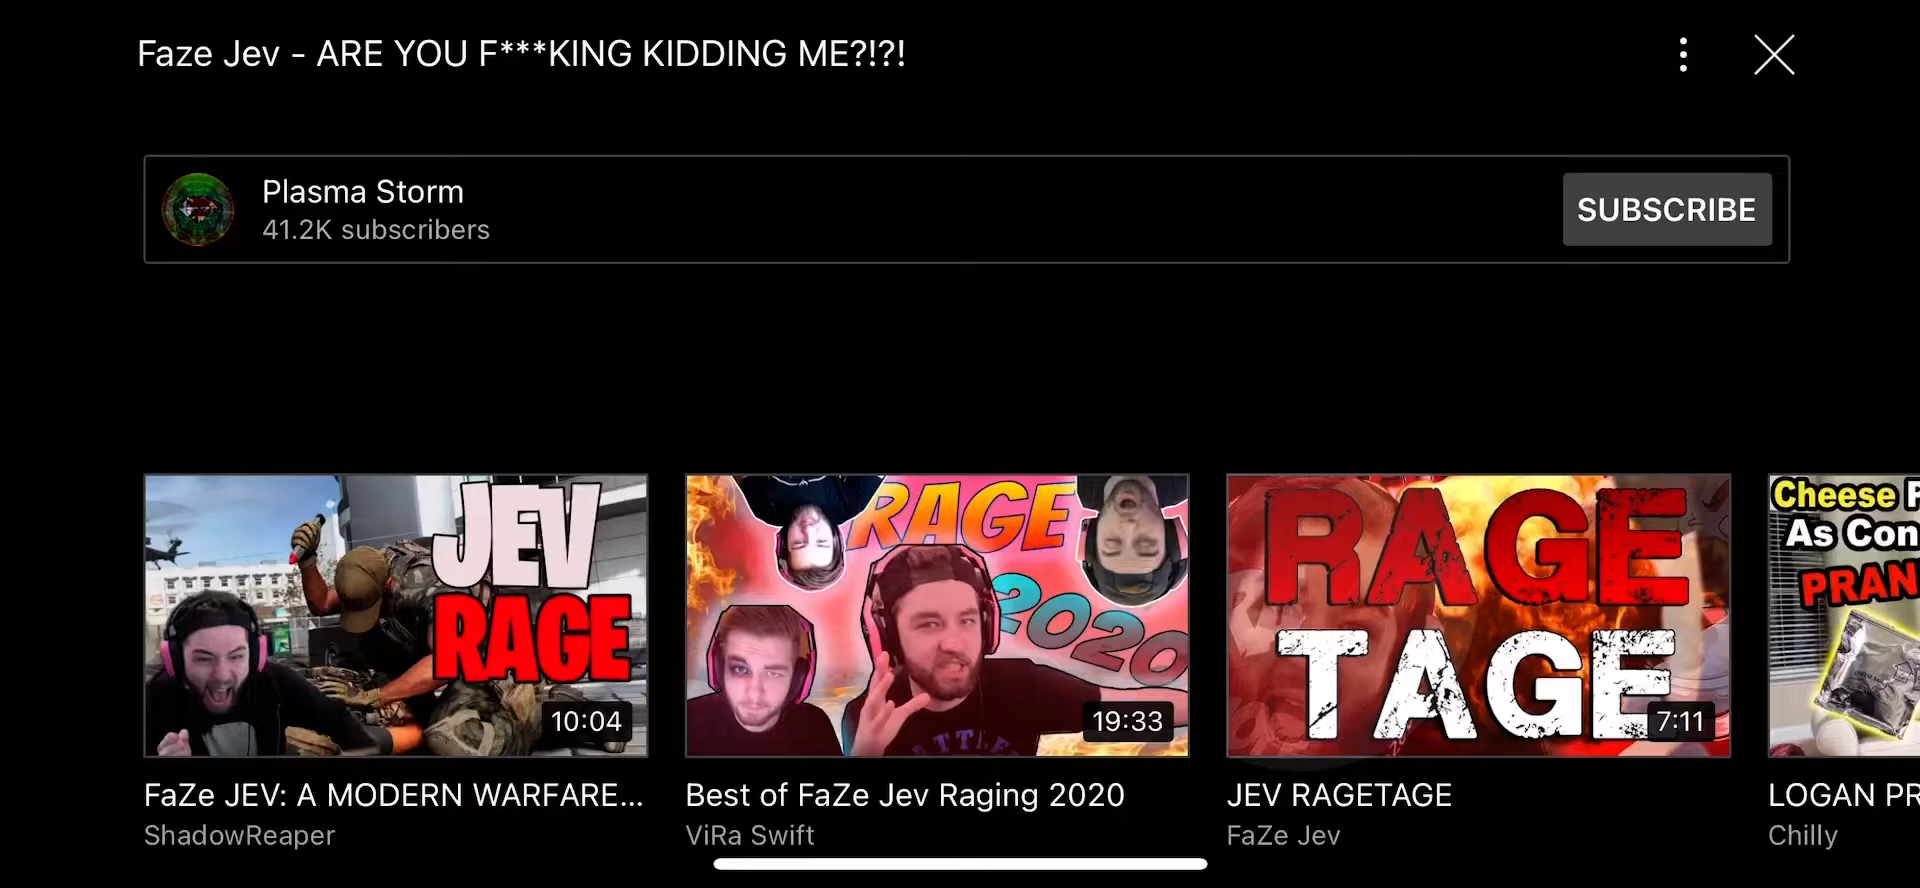 Faze Jev - ARE YOU F***KING KIDDING ME?!?!
Plasma Storm
41.2K subscribers
SUBSCRIBE
JEV
RAGE
10:04
RAGE
2020
19:33
RAGE
TAGE
7:11
Cheese
As Con
PRAN
FaZe JEV: A MODERN WARFARE...
ShadowReaper
Best of FaZe Jev Raging 2020
ViRa Swift
JEV RAGETAGE
FaZe Jev
LOGAN PR
Chilly